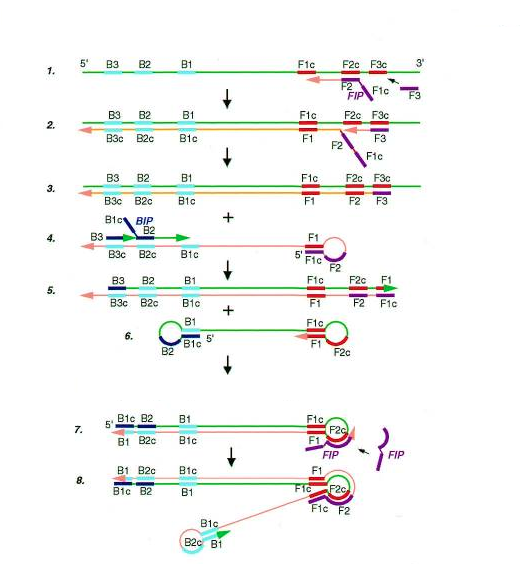 5' B3 B2 B1 F1c F2c F3c 3'
1.
F2 FIP F1c F3
B3 B2 B1 F1c F2c F3c
2.
B3c B2c B1c F1 F2 F3
F1c
B3 B2 B1 F1c F2c F3c
3.
B3c B2c B1c F1 F2 F3
+
B1c BIP
4. B3 B2 F1
B3c B2c B1c 5' F1c F2
B3 B2 B1 F1c F2c F1
5.
B3c B2c B1c F1 F2 F1c
+
B1 F1c
6. 5'
B2 B1c F1 F2c
B1c B2 B1 F1c
7. 5' F2c
B1 B2c B1c F1 FIP FIP
B1 B2c B1c F1
8.
B1c B2 B1 F1c F2c
F1c F2
B1c
B2c B1